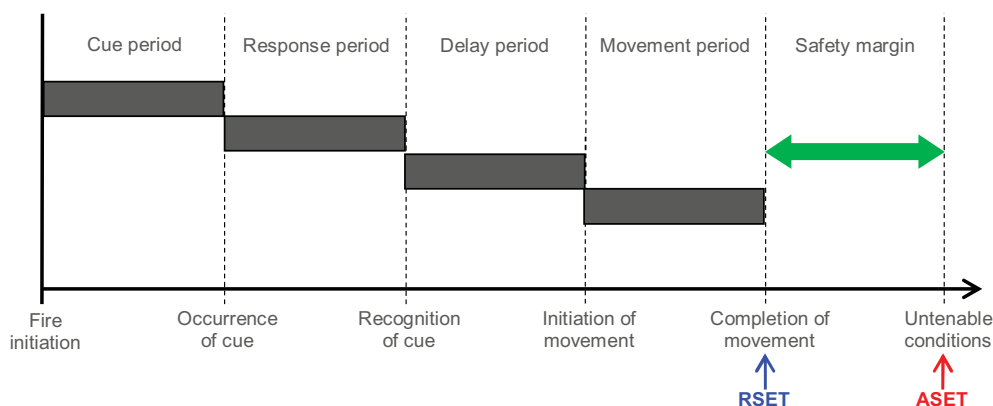 Cue period
Response period
Delay period
Movement period
Safety margin
Fire
initiation
Occurrence
of cue
Recognition
of cue
Initiation of
movement
Completion of
movement
Untenable
conditions
RSET
ASET